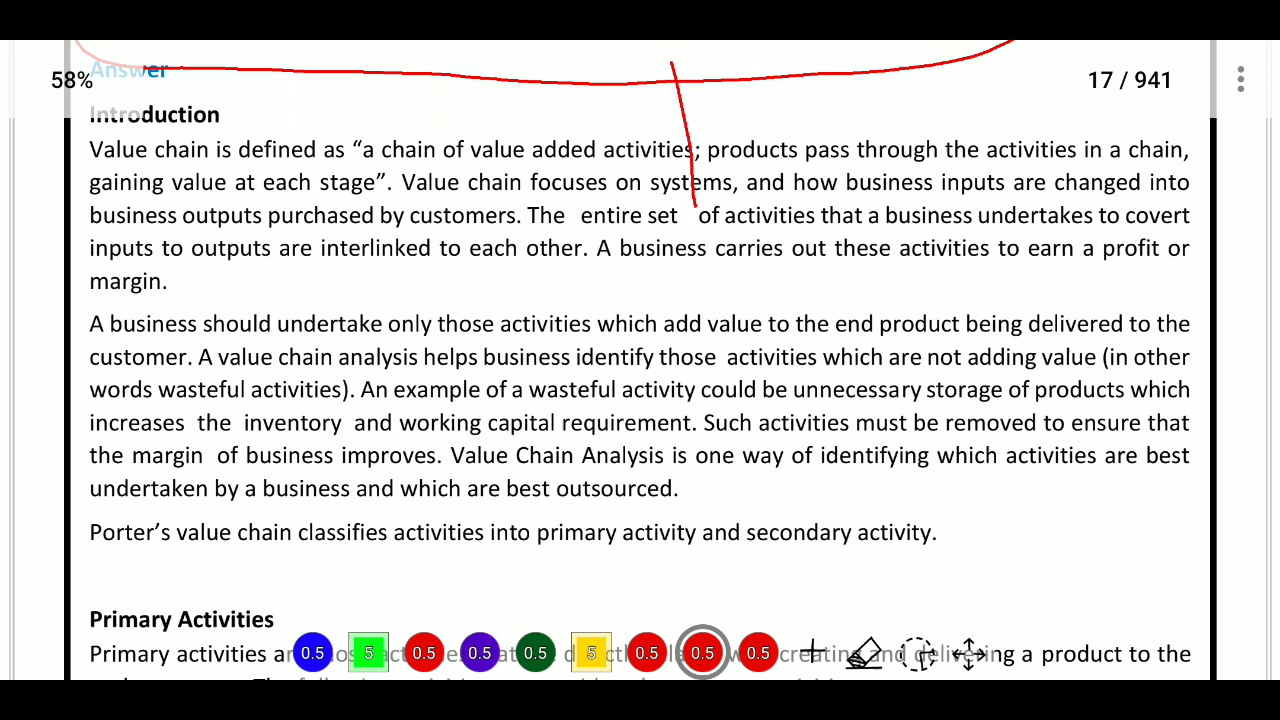 Answer
58%
17 / 941
Introduction
Value chain is defined as “a chain of value added activities; products pass through the activities in a chain,
gaining value at each stage”. Value chain focuses on systems, and how business inputs are changed into
business outputs purchased by customers. The entire set of activities that a business undertakes to covert
inputs to outputs are interlinked to each other. A business carries out these activities to earn a profit or
margin.
A business should undertake only those activities which add value to the end product being delivered to the
customer. A value chain analysis helps business identify those activities which are not adding value (in other
words wasteful activities). An example of a wasteful activity could be unnecessary storage of products which
increases the inventory and working capital requirement. Such activities must be removed to ensure that
the margin of business improves. Value Chain Analysis is one way of identifying which activities are best
undertaken by a business and which are best outsourced.
Porter’s value chain classifies activities into primary activity and secondary activity.
Primary Activities
Primary activities creating and delivering a product to the
0.5 5 0.5 0.5 0.5 5 0.5 0.5 0.5